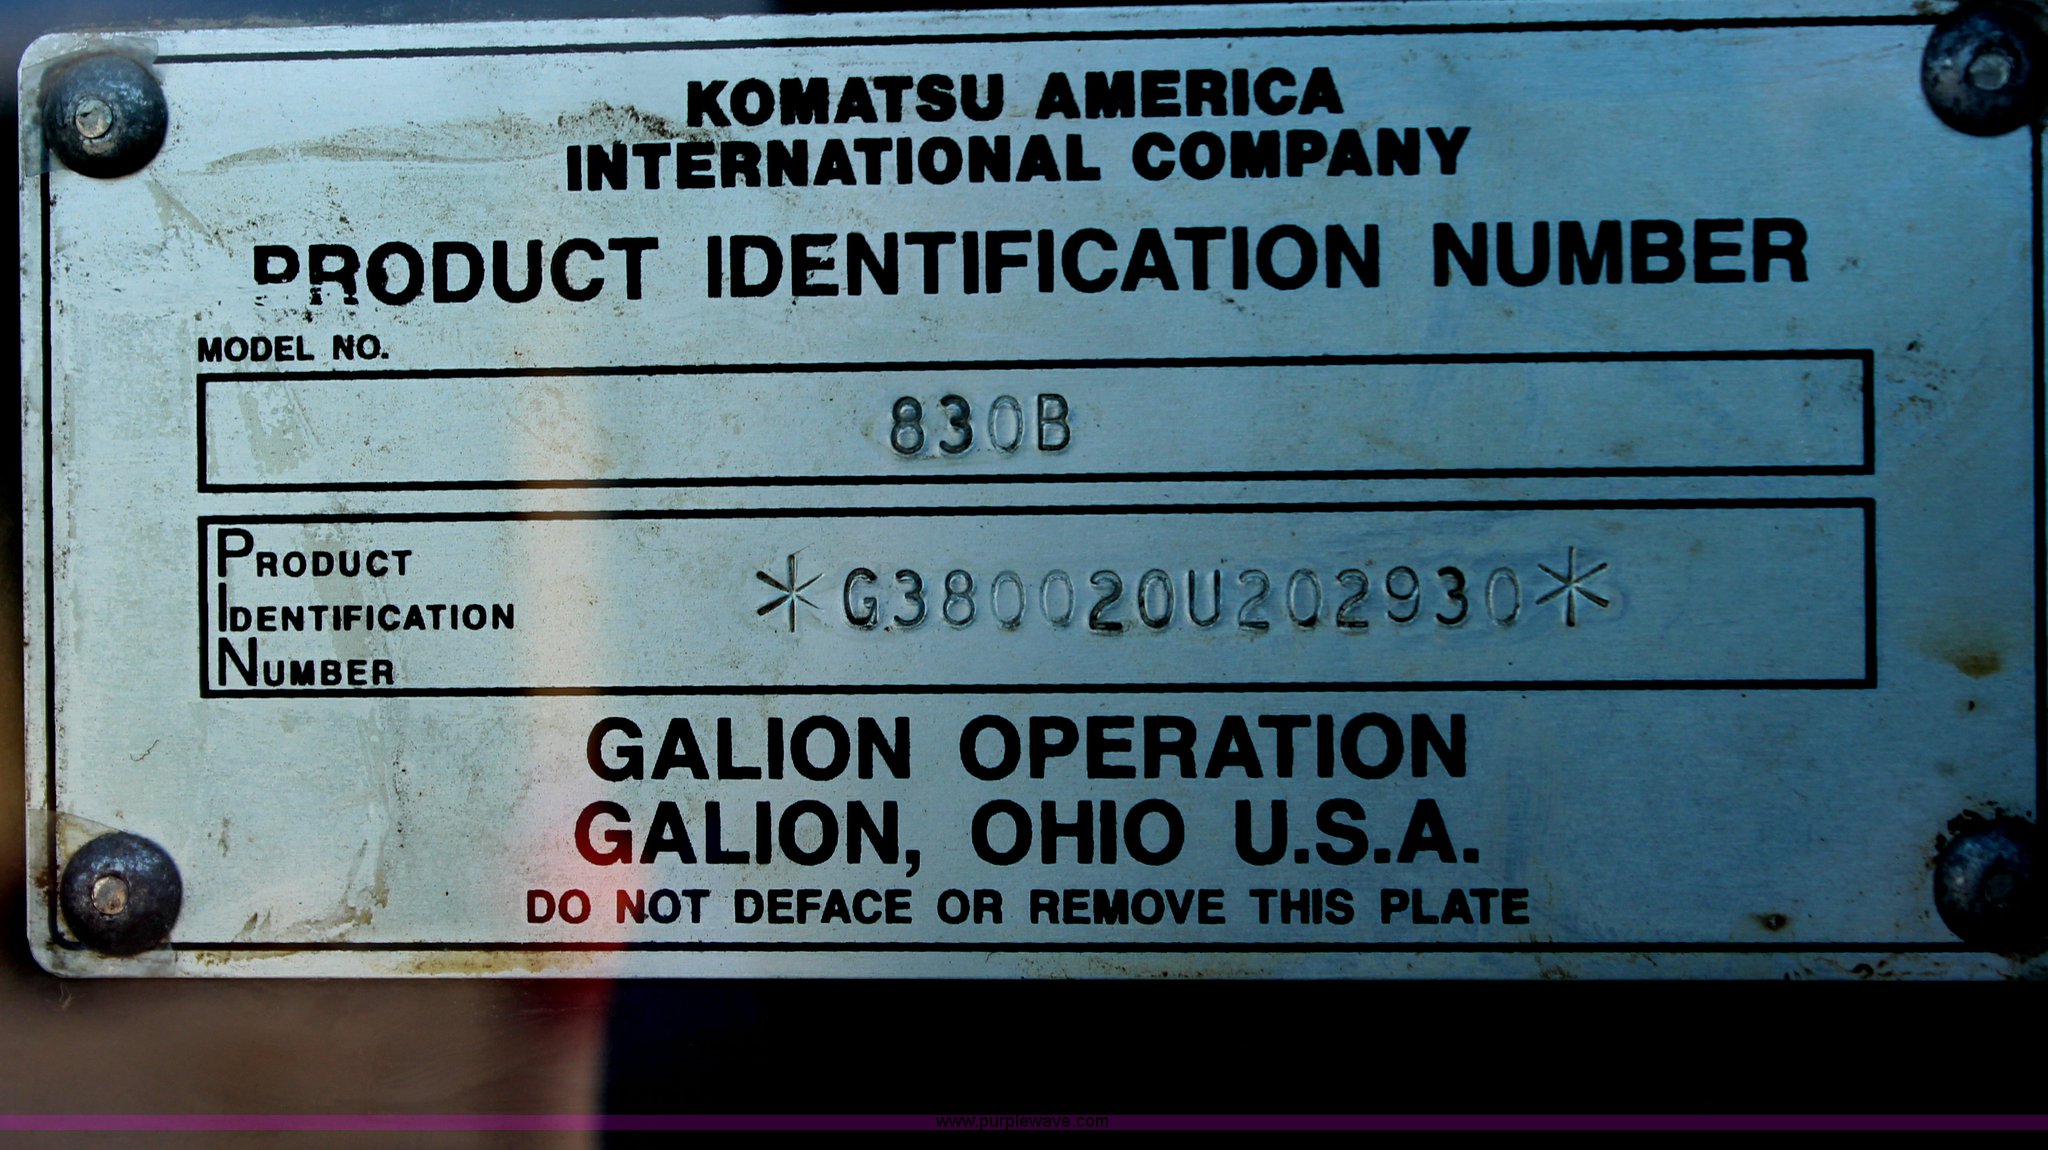 KOMATSU AMERICA
INTERNATIONAL COMPANY
PRODUCT IDENTIFICATION NUMBER
MODEL NO.
830B
PRODUCT
IDENTIFICATION
NUMBER
*G380020U202930*
GALION OPERATION
GALION, OHIO U.S.A.
DO NOT DEFACE OR REMOVE THIS PLATE
www.purplewave.com